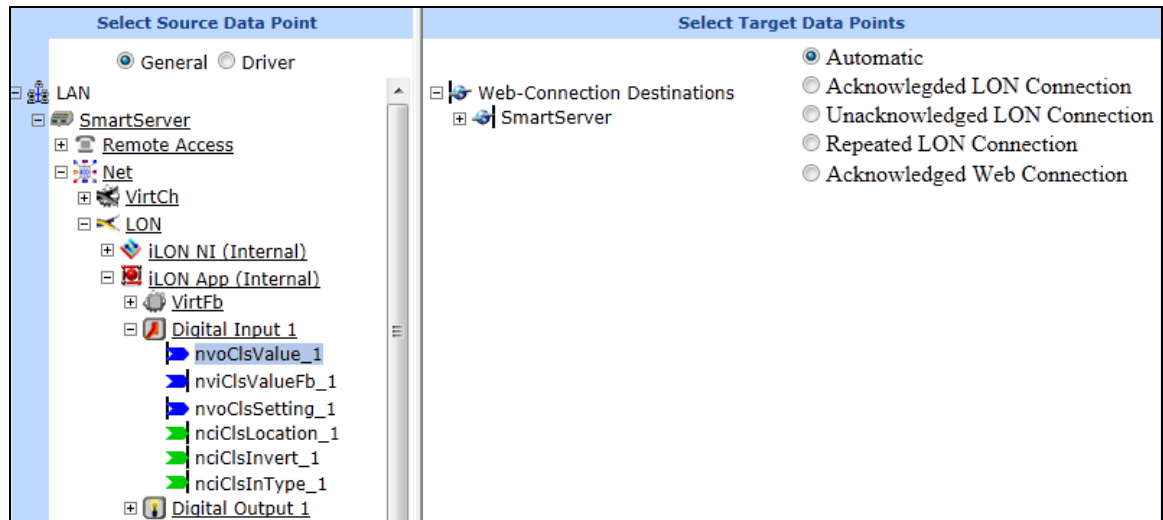 Select Source Data Point
General Driver
LAN
SmartServer
Remote Access
Net
VirtCh
LON
iLON NI (Internal)
iLON App (Internal)
VirtFb
Digital Input 1
nvoClsValue_1
nviClsValueFb_1
nvoClsSetting_1
nciClsLocation_1
nciClsInvert_1
nciClsInType_1
Digital Output 1
Select Target Data Points
Web-Connection Destinations
SmartServer
Automatic
Acknowlegded LON Connection
Unacknowledged LON Connection
Repeated LON Connection
Acknowledged Web Connection